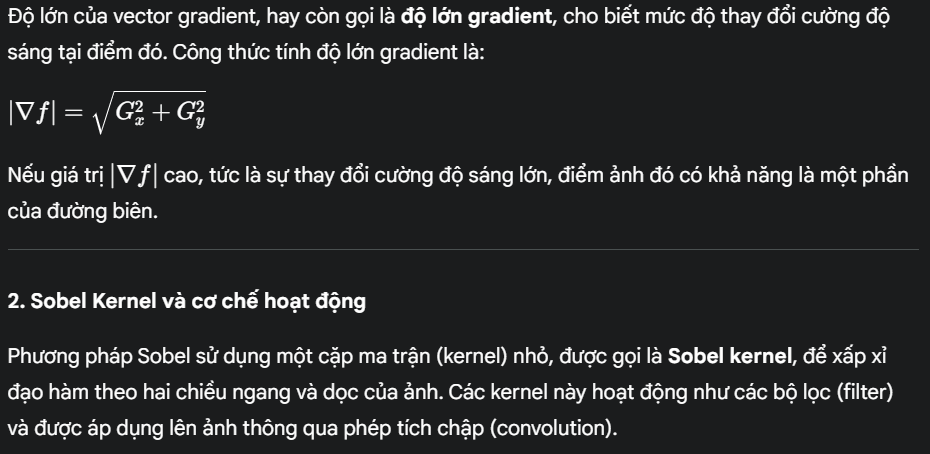 Độ lớn của vector gradient, hay còn gọi là độ lớn gradient, cho biết mức độ thay đổi cường độ
sáng tại điểm đó. Công thức tính độ lớn gradient là:
|∇f| = √(G_x^2 + G_y^2)
Nếu giá trị |∇f| cao, tức là sự thay đổi cường độ sáng lớn, điểm ảnh đó có khả năng là một phần
của đường biên.
2. Sobel Kernel và cơ chế hoạt động
Phương pháp Sobel sử dụng một cặp ma trận (kernel) nhỏ, được gọi là Sobel kernel, để xấp xỉ
đạo hàm theo hai chiều ngang và dọc của ảnh. Các kernel này hoạt động như các bộ lọc (filter)
và được áp dụng lên ảnh thông qua phép tích chập (convolution).